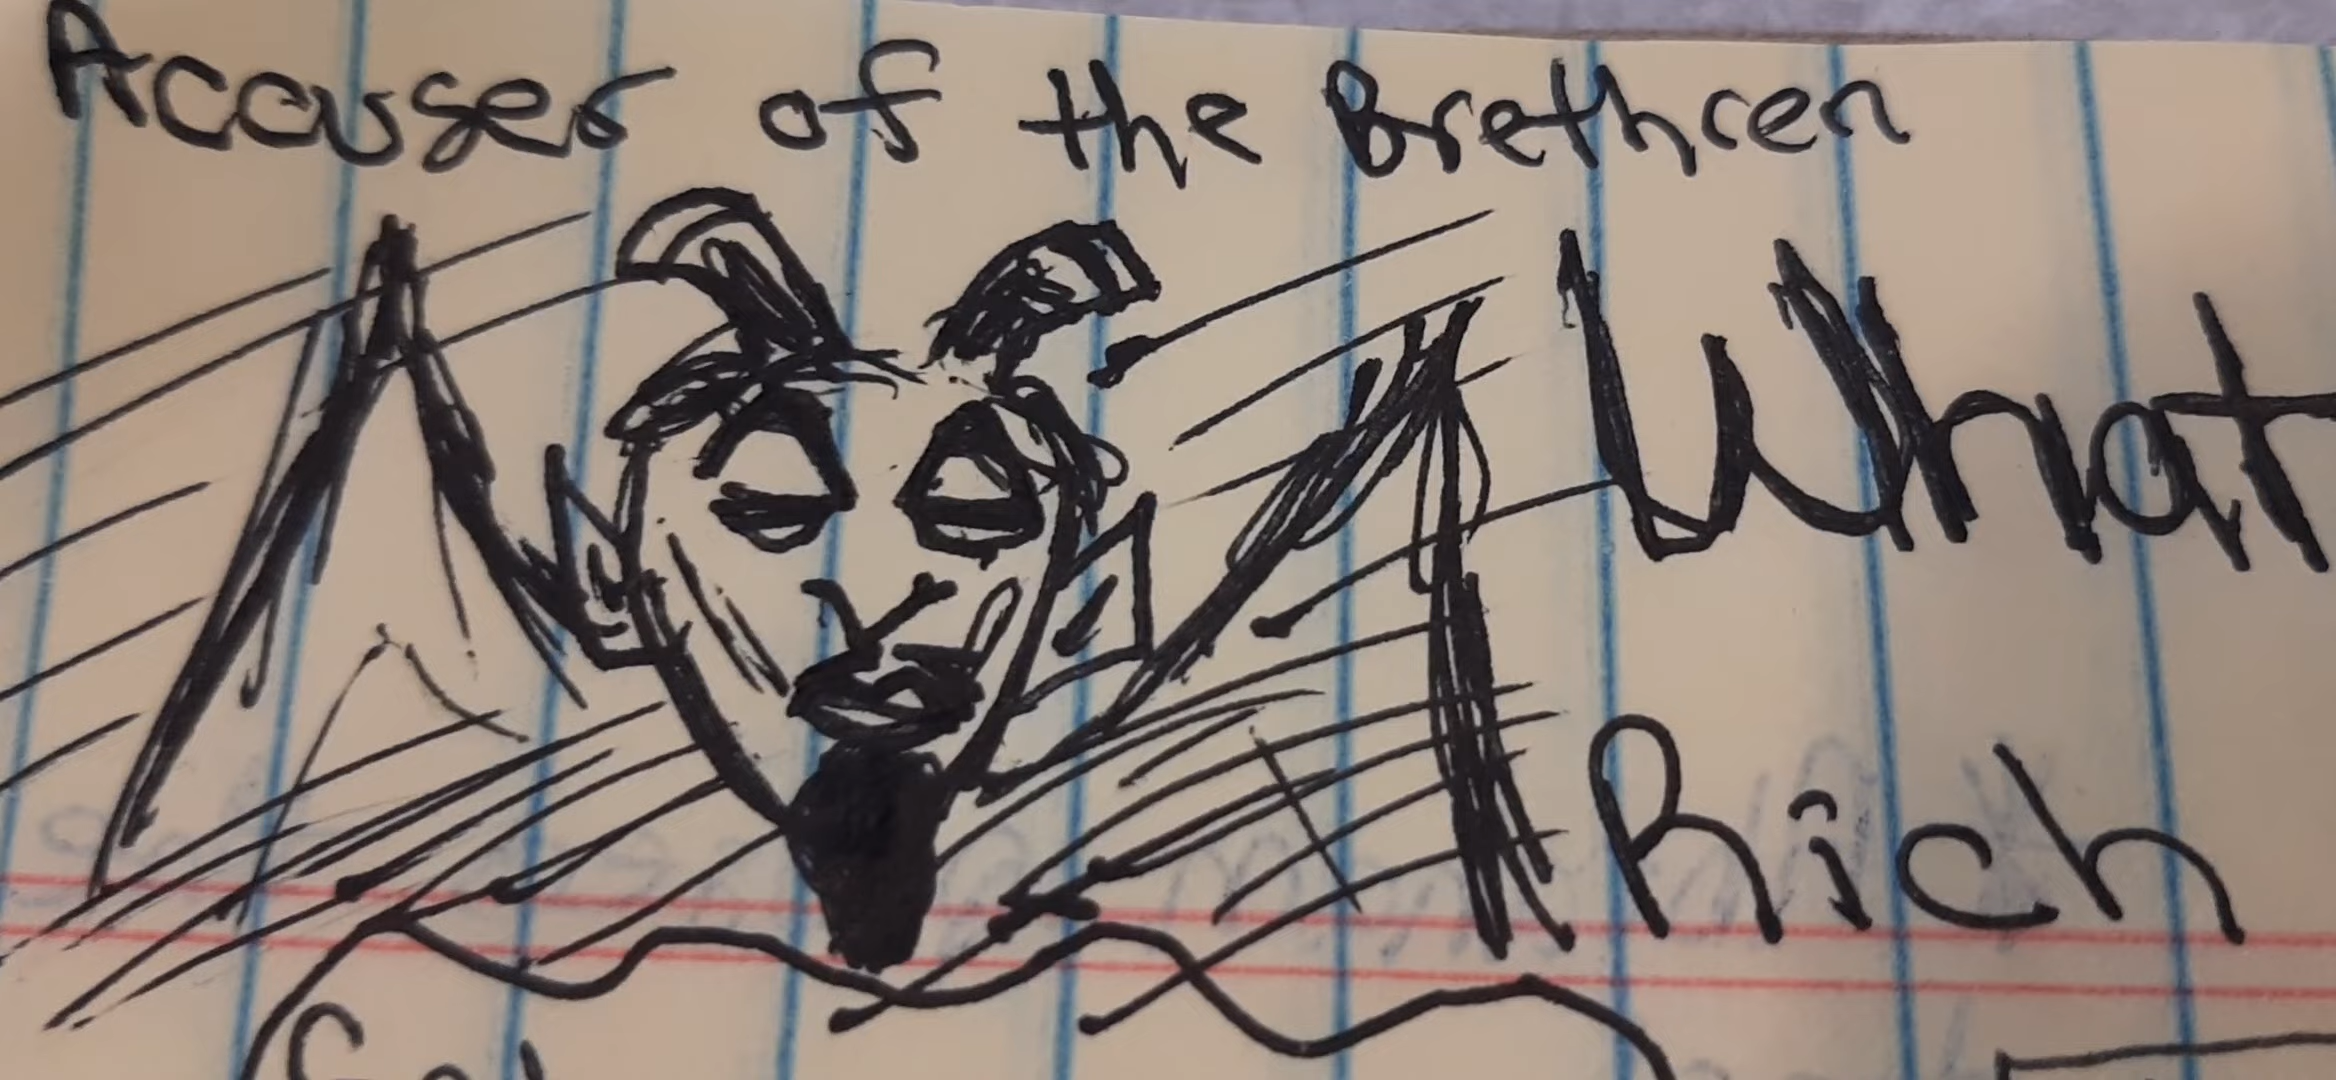 Accuser of the Brethren
What
Rich